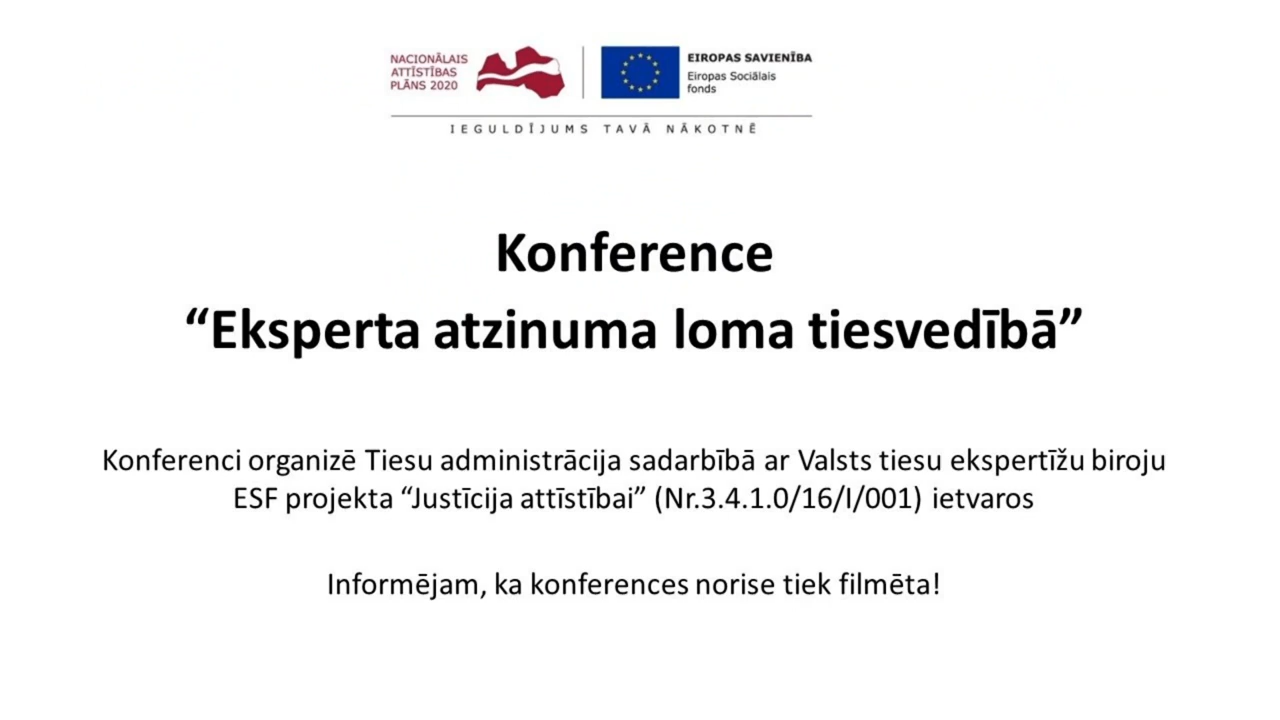 NACIONĀLAIS
ATTĪSTĪBAS
PLĀNS 2020
EIROPAS SAVIENĪBA
Eiropas Sociālais
fonds
IEGULDĪJUMS TAVĀ NĀKOTNĒ
Konference
“Eksperta atzinuma loma tiesvedībā”
Konferenci organizē Tiesu administrācija sadarbībā ar Valsts tiesu ekspertīžu biroju
ESF projekta “Justīcija attīstībai” (Nr.3.4.1.0/16/I/001) ietvaros
Informējam, ka konferences norise tiek filmēta!